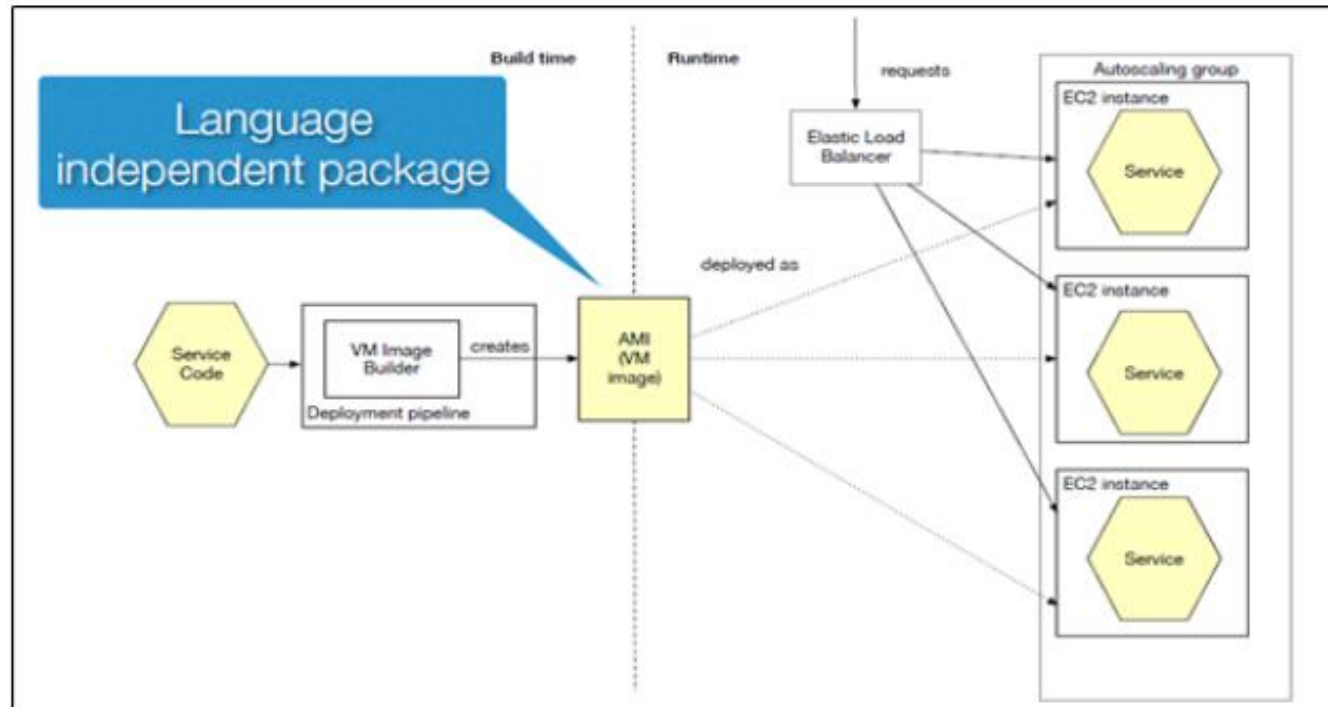 Build time
Runtime
requests
Autoscaling group
EC2 instance
Service
Language
independent package
Elastic Load
Balancer
deployed as
EC2 instance
Service
Service
Code
VM Image
Builder
Deployment pipeline
creates
AMI
(VM
image)
EC2 instance
Service